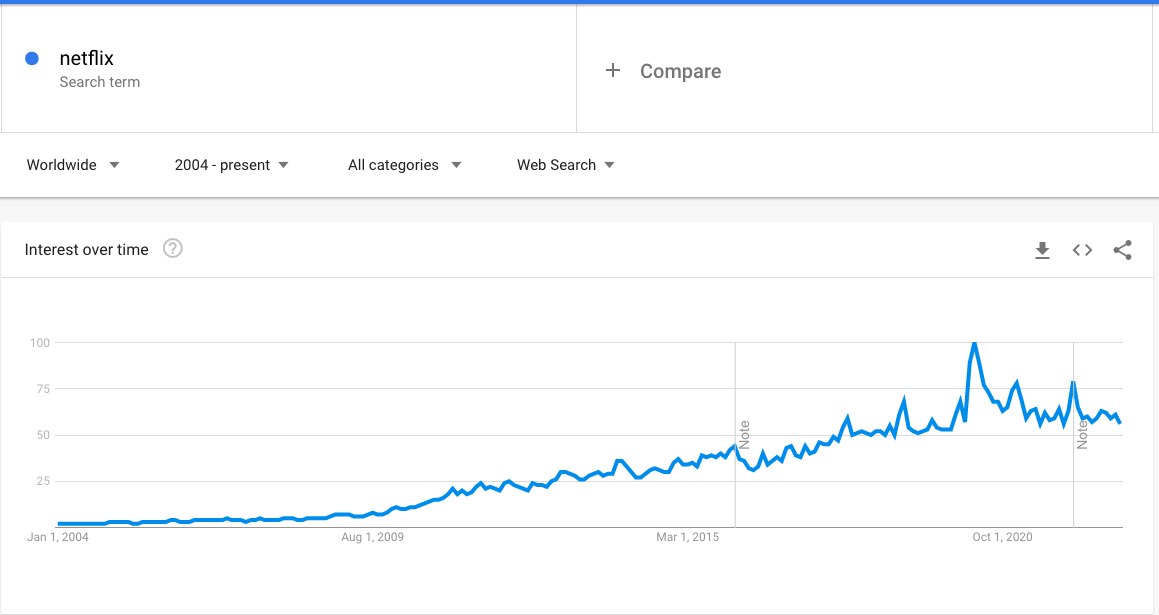 netflix
Search term
+ Compare
Worldwide
2004 - present
All categories
Web Search
Interest over time ?
100
75
50
25
Note
Note
Jan 1, 2004
Aug 1, 2009
Mar 1, 2015
Oct 1, 2020